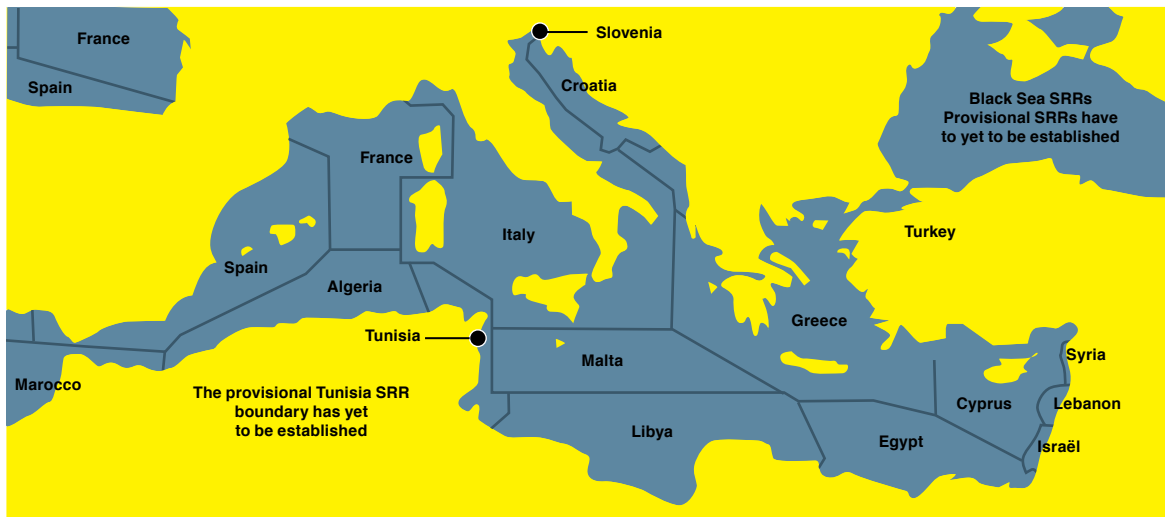 France
Spain
Slovenia
Croatia
Black Sea SRRs
Provisional SRRs have
to yet to be established
France
Italy
Turkey
Spain
Algeria
Greece
Tunisia
Malta
Syria
Marocco
The provisional Tunisia SRR
boundary has yet
to be established
Cyprus
Lebanon
Libya
Egypt
Israël